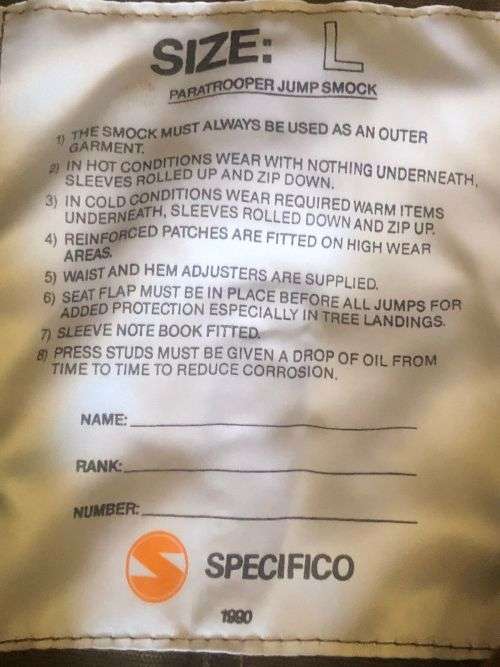 SIZE: L
PARATROOPER JUMP SMOCK
1) THE SMOCK MUST ALWAYS BE USED AS AN OUTER
GARMENT.
2) IN HOT CONDITIONS WEAR WITH NOTHING UNDERNEATH,
SLEEVES ROLLED UP AND ZIP DOWN.
3) IN COLD CONDITIONS WEAR REQUIRED WARM ITEMS
UNDERNEATH, SLEEVES ROLLED DOWN AND ZIP UP.
4) REINFORCED PATCHES ARE FITTED ON HIGH WEAR
AREAS.
5) WAIST AND HEM ADJUSTERS ARE SUPPLIED.
6) SEAT FLAP MUST BE IN PLACE BEFORE ALL JUMPS FOR
ADDED PROTECTION ESPECIALLY IN TREE LANDINGS.
7) SLEEVE NOTE BOOK FITTED.
8) PRESS STUDS MUST BE GIVEN A DROP OF OIL FROM
TIME TO TIME TO REDUCE CORROSION.
NAME:
RANK:
NUMBER:
SPECIFICO
1990